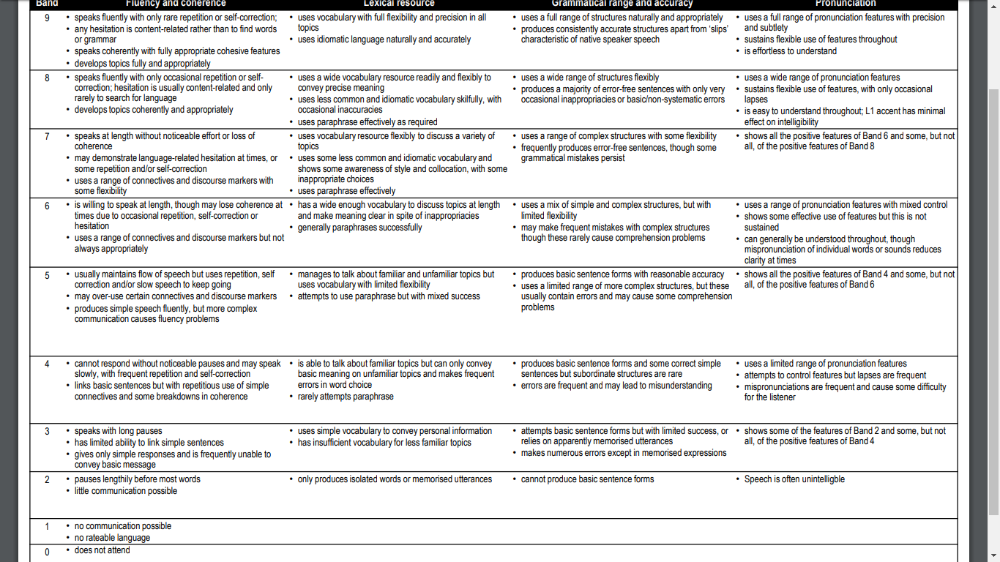 Band Fluency and coherence Lexical resource Grammatical range and accuracy Pronunciation
9
• speaks fluently with only rare repetition or self-correction;
• any hesitation is content-related rather than to find words
or grammar
• speaks coherently with fully appropriate cohesive features
• develops topics fully and appropriately
• uses vocabulary with full flexibility and precision in all
topics
• uses idiomatic language naturally and accurately
• uses a full range of structures naturally and appropriately
• produces consistently accurate structures apart from ‘slips’
characteristic of native speaker speech
• uses a full range of pronunciation features with precision
and subtlety
• sustains flexible use of features throughout
• is effortless to understand
8
• speaks fluently with only occasional repetition or self-
correction; hesitation is usually content-related and only
rarely to search for language
• develops topics coherently and appropriately
• uses a wide vocabulary resource readily and flexibly to
convey precise meaning
• uses less common and idiomatic vocabulary skilfully, with
occasional inaccuracies
• uses paraphrase effectively as required
• uses a wide range of structures flexibly
• produces a majority of error-free sentences with only very
occasional inappropriacies or basic/non-systematic errors
• uses a wide range of pronunciation features
• sustains flexible use of features, with only occasional
lapses
• is easy to understand throughout; L1 accent has minimal
effect on intelligibility
7
• speaks at length without noticeable effort or loss of
coherence
• may demonstrate language-related hesitation at times, or
some repetition and/or self-correction
• uses a range of connectives and discourse markers with
some flexibility
• uses vocabulary resource flexibly to discuss a variety of
topics
• uses some less common and idiomatic vocabulary and
shows some awareness of style and collocation, with some
inappropriate choices
• uses paraphrase effectively
• uses a range of complex structures with some flexibility
• frequently produces error-free sentences, though some
grammatical mistakes persist
• shows all the positive features of Band 6 and some, but not
all, of the positive features of Band 8
6
• is willing to speak at length, though may lose coherence at
times due to occasional repetition, self-correction or
hesitation
• uses a range of connectives and discourse markers but not
always appropriately
• has a wide enough vocabulary to discuss topics at length
and make meaning clear in spite of inappropriacies
• generally paraphrases successfully
• uses a mix of simple and complex structures, but with
limited flexibility
• may make frequent mistakes with complex structures
though these rarely cause comprehension problems
• uses a range of pronunciation features with mixed control
• shows some effective use of features but this is not
sustained
• can generally be understood throughout, though
mispronunciation of individual words or sounds reduces
clarity at times
5
• usually maintains flow of speech but uses repetition, self
correction and/or slow speech to keep going
• may over-use certain connectives and discourse markers
• produces simple speech fluently, but more complex
communication causes fluency problems
• manages to talk about familiar and unfamiliar topics but
uses vocabulary with limited flexibility
• attempts to use paraphrase but with mixed success
• produces basic sentence forms with reasonable accuracy
• uses a limited range of more complex structures, but these
usually contain errors and may cause some comprehension
problems
• shows all the positive features of Band 4 and some, but not
all, of the positive features of Band 6
4
• cannot respond without noticeable pauses and may speak
slowly, with frequent repetition and self-correction
• links basic sentences but with repetitious use of simple
connectives and some breakdowns in coherence
• is able to talk about familiar topics but can only convey
basic meaning on unfamiliar topics and makes frequent
errors in word choice
• rarely attempts paraphrase
• produces basic sentence forms and some correct simple
sentences but subordinate structures are rare
• errors are frequent and may lead to misunderstanding
• uses a limited range of pronunciation features
• attempts to control features but lapses are frequent
• mispronunciations are frequent and cause some difficulty
for the listener
3
• speaks with long pauses
• has limited ability to link simple sentences
• gives only simple responses and is frequently unable to
convey basic message
• uses simple vocabulary to convey personal information
• has insufficient vocabulary for less familiar topics
• attempts basic sentence forms but with limited success, or
relies on apparently memorised utterances
• makes numerous errors except in memorised expressions
• shows some of the features of Band 2 and some, but not
all, of the positive features of Band 4
2
• pauses lengthily before most words
• little communication possible
• only produces isolated words or memorised utterances
• cannot produce basic sentence forms
• Speech is often unintelligble
1
• no communication possible
• no rateable language
0
• does not attend